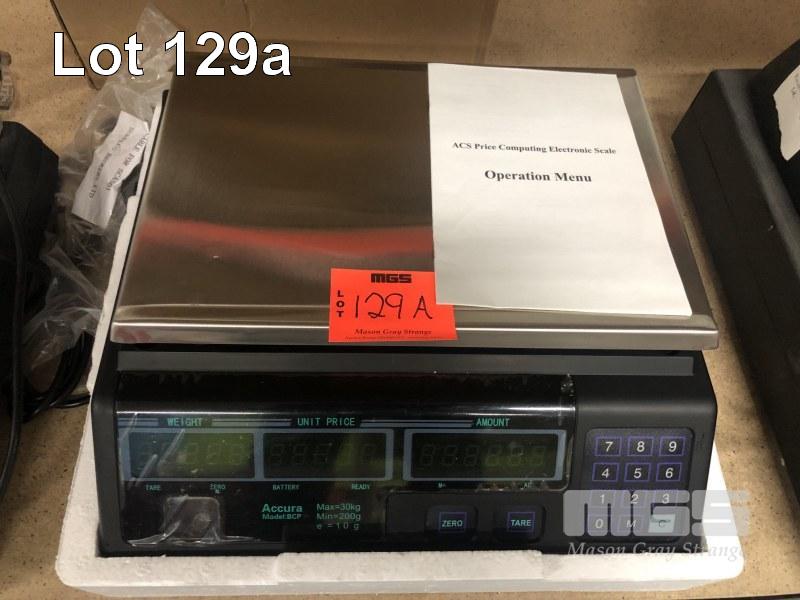 Lot 129a
ACS Price Computing Electronic Scale
Operation Menu
MGS
LOT
129A
Mason Gray Strange
WEIGHT UNIT PRICE AMOUNT
TARE ZERO BATTERY READY
Accura
Model:BCP
Max=30kg
Min=200g
e=10g
ZERO TARE
7 8 9
4 5 6
1 2 3
0 M C
MGS
Mason Gray Strange